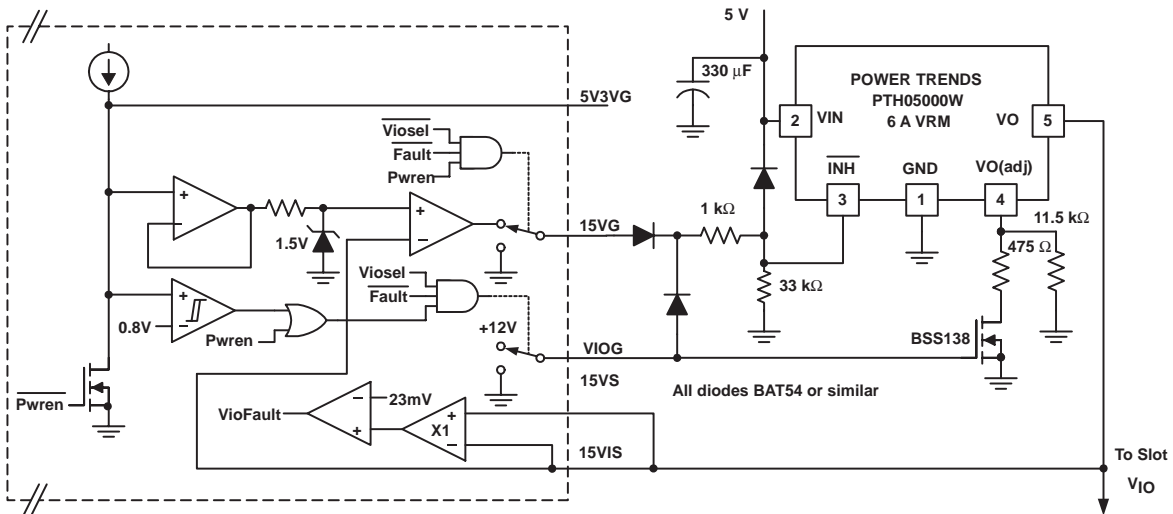 5 V
330 μF
POWER TRENDS
PTH05000W
6 A VRM
2
VIN
VO
5
INH
GND
VO(adj)
3
1
4
5V3VG
Viosel
Fault
Pwren
+
−
1.5V
+
−
15VG
1 kΩ
11.5 kΩ
475 Ω
33 kΩ
Viosel
Fault
+
−
0.8V
Pwren
+12V
VIOG
BSS138
15VS
All diodes BAT54 or similar
Pwren
VioFault
−
23mV
+
X1
+
−
15VIS
To Slot
VIO